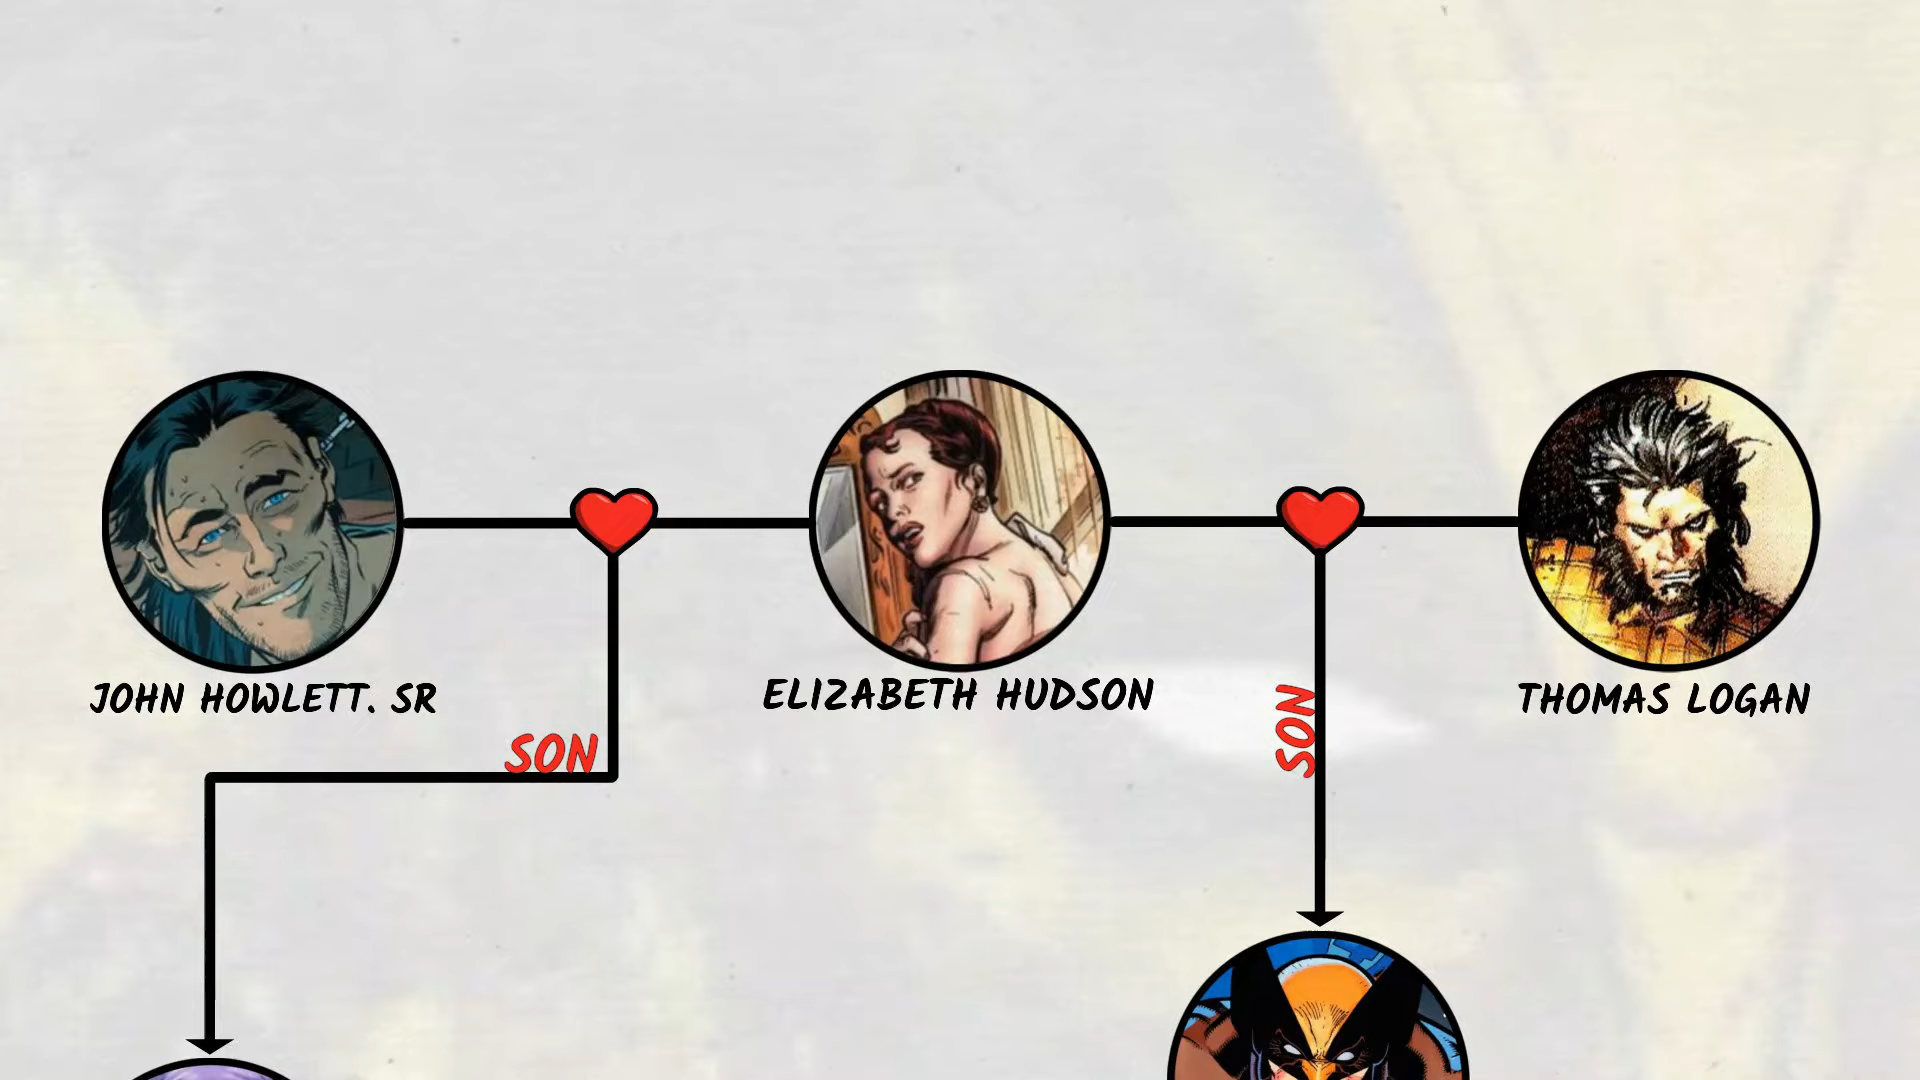 JOHN HOWLETT. SR
ELIZABETH HUDSON
THOMAS LOGAN
SON
SON